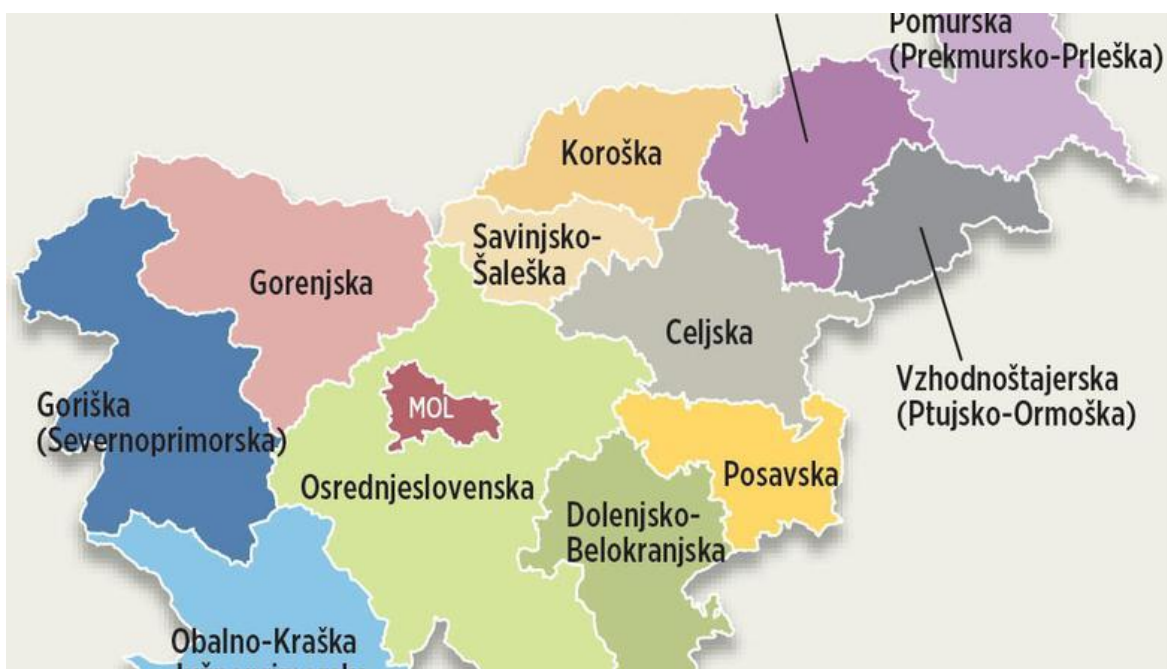 Pomurska
(Prekmursko-Prleška)
Koroška
Savinjsko-
Šaleška
Gorenjska
Celjska
Vzhodnoštajerska
(Ptujsko-Ormoška)
Goriška
(Severnoprimorska)
MOL
Osrednjeslovenska
Posavska
Dolenjsko-
Belokranjska
Obalno-Kraška